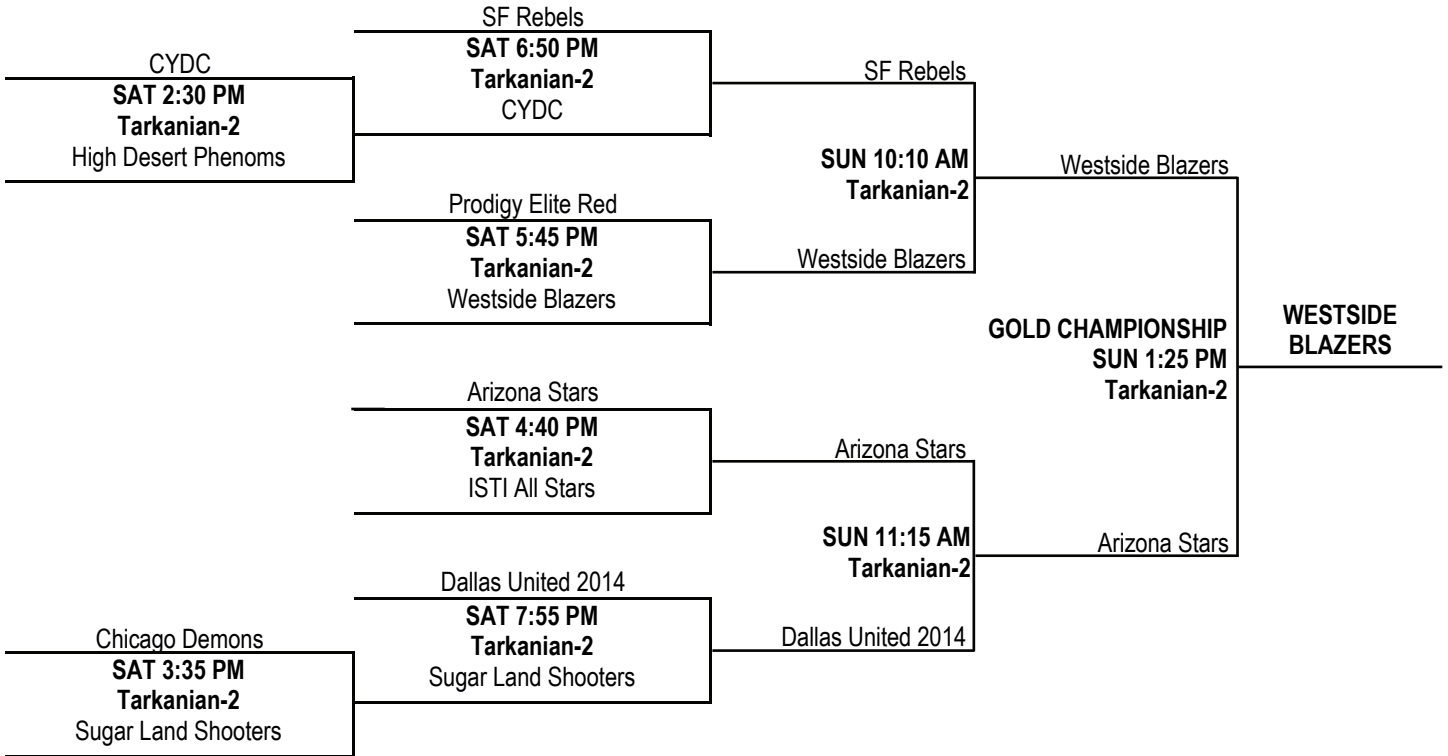 SF Rebels
SAT 6:50 PM
Tarkanian-2
CYDC
CYDC
SAT 2:30 PM
Tarkanian-2
High Desert Phenoms
SF Rebels
SUN 10:10 AM
Tarkanian-2
Westside Blazers
Westside Blazers
Prodigy Elite Red
SAT 5:45 PM
Tarkanian-2
Westside Blazers
GOLD CHAMPIONSHIP
SUN 1:25 PM
Tarkanian-2
WESTSIDE
BLAZERS
Arizona Stars
SAT 4:40 PM
Tarkanian-2
ISTI All Stars
Arizona Stars
SUN 11:15 AM
Tarkanian-2
Arizona Stars
Dallas United 2014
SAT 7:55 PM
Tarkanian-2
Sugar Land Shooters
Dallas United 2014
Chicago Demons
SAT 3:35 PM
Tarkanian-2
Sugar Land Shooters